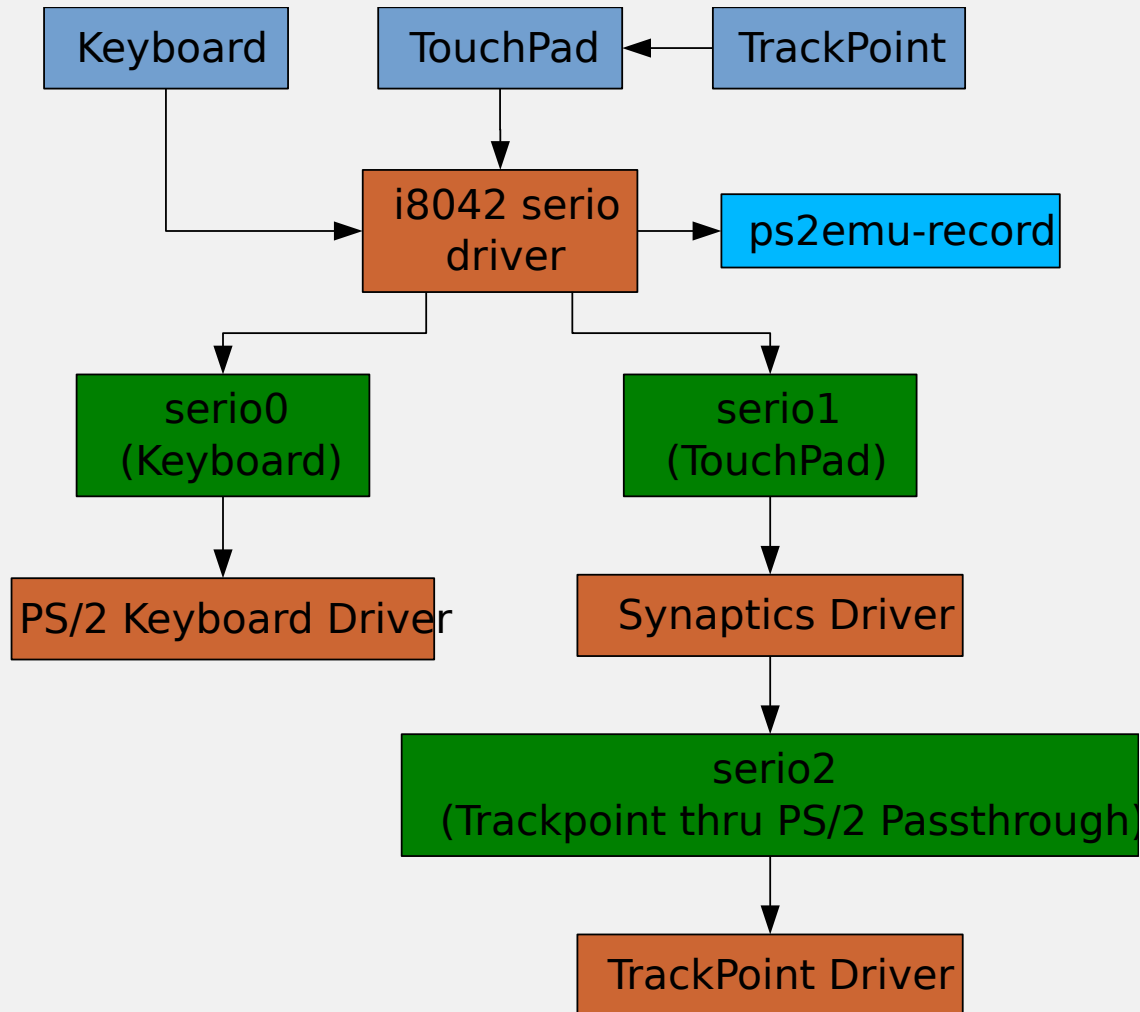 Keyboard
TouchPad
TrackPoint
i8042 serio
driver
ps2emu-record
serio0
(Keyboard)
serio1
(TouchPad)
PS/2 Keyboard Driver
Synaptics Driver
serio2
(Trackpoint thru PS/2 Passthrough)
TrackPoint Driver